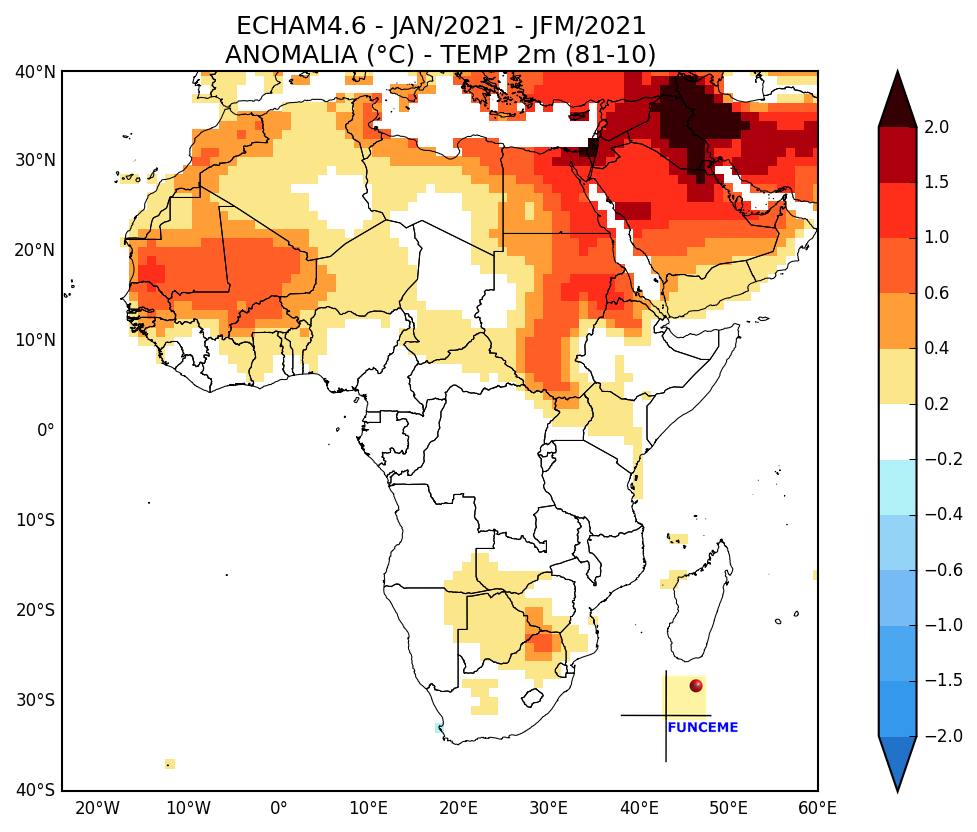 ECHAM4.6 - JAN/2021 - JFM/2021
ANOMALIA (°C) - TEMP 2m (81-10)
40°N
30°N
20°N
10°N
0°
10°S
20°S
30°S
40°S
20°W 10°W 0° 10°E 20°E 30°E 40°E 50°E 60°E
2.0
1.5
1.0
0.6
0.4
0.2
−0.2
−0.4
−0.6
−1.0
−1.5
−2.0
FUNCEME